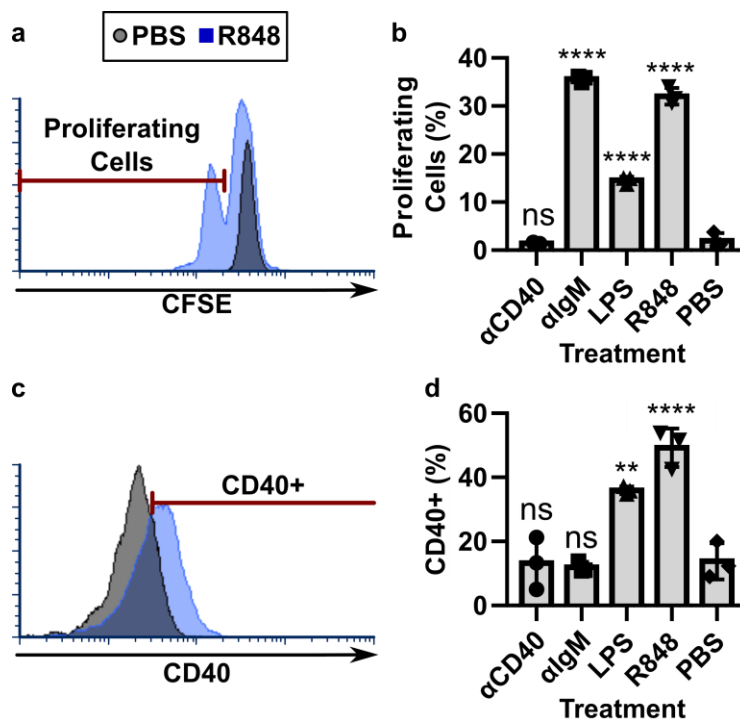 a
PBS R848
Proliferating
Cells
CFSE
b
Proliferating
Cells (%)
40
30
20
10
0
ns
****
****
****
αCD40
αIgM
LPS
R848
PBS
Treatment
c
CD40+
CD40
d
CD40+ (%)
60
40
20
0
ns
ns
**
****
αCD40
αIgM
LPS
R848
PBS
Treatment